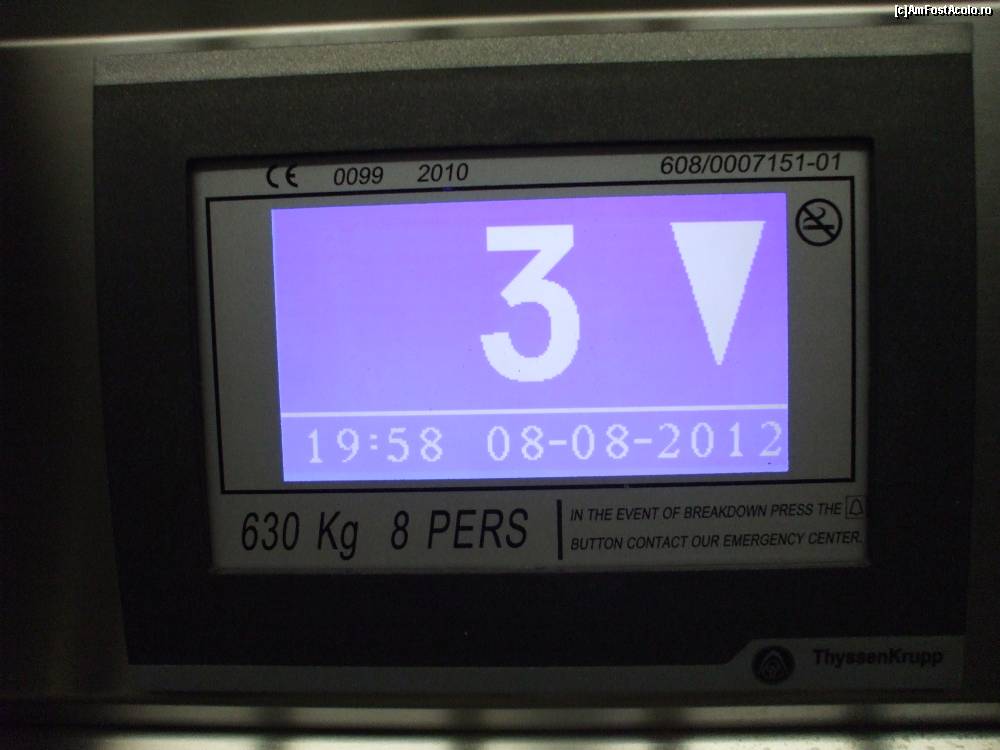 [c]AmFostAcolo.ro
CE 0099 2010 608/0007151-01
3
19:58 08-08-2012
630 Kg 8 PERS
IN THE EVENT OF BREAKDOWN PRESS THE
BUTTON CONTACT OUR EMERGENCY CENTER.
ThyssenKrupp